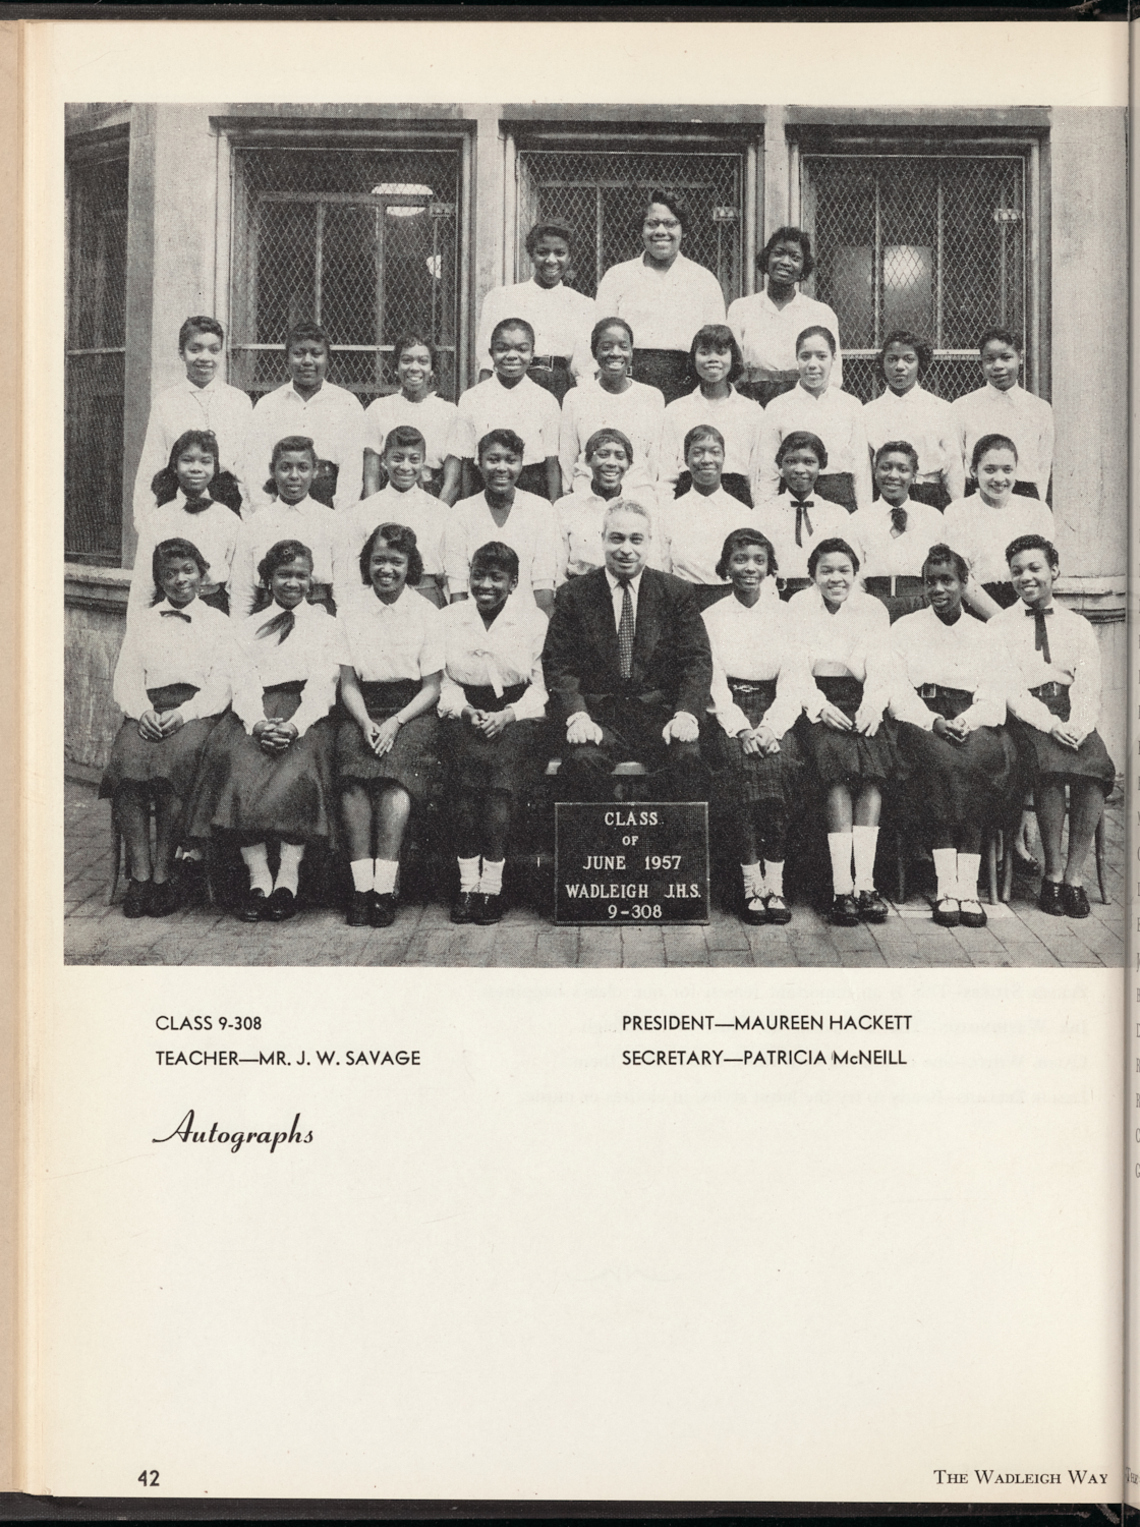 CLASS
OF
JUNE 1957
WADLEIGH J.H.S.
9-308
CLASS 9-308
TEACHER—MR. J. W. SAVAGE
PRESIDENT—MAUREEN HACKETT
SECRETARY—PATRICIA McNEILL
Autographs
42
THE WADLEIGH WAY